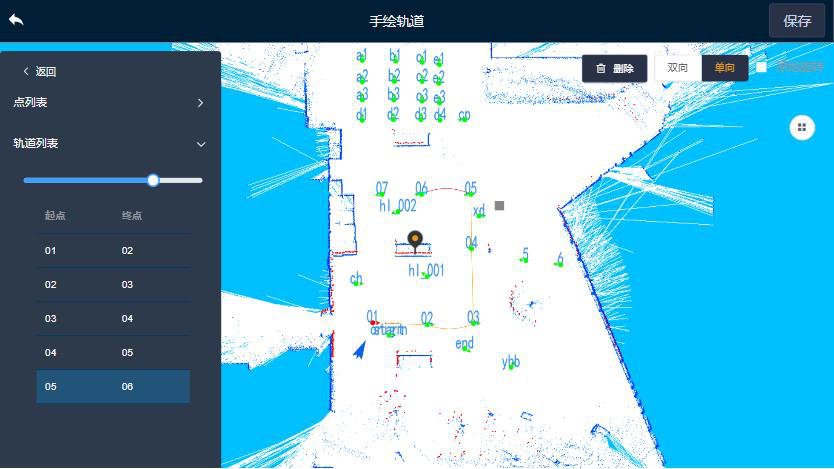 手绘轨道
保存
返回
删除
双向
单向
点列表
轨道列表
起点 终点
01 02
02 03
03 04
04 05
05 06
a1 b1 c1 e1
a2 b2 c2 e2
a3 b3 c3 e3
d1 d2 d3 d4 cp
07 06 05
hl_002 xd
04
hl_001 5 6
ch
01 02 03
end
ybb